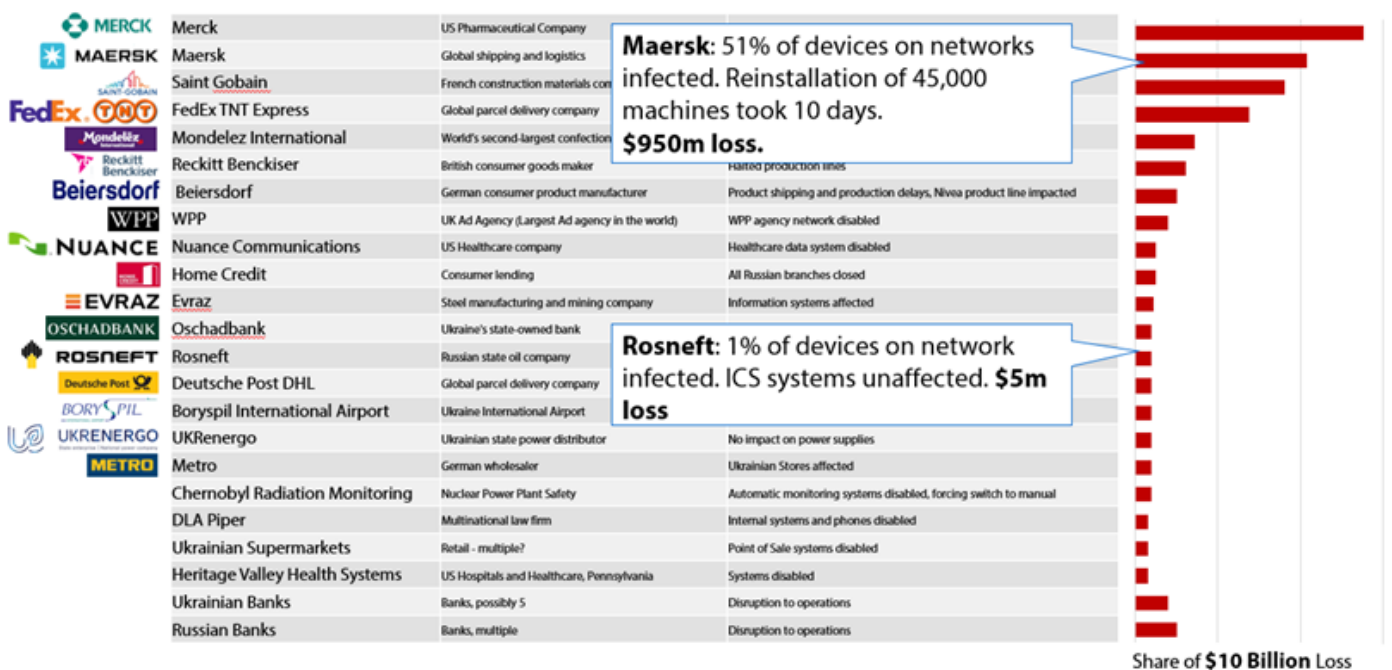 MERCK Merck US Pharmaceutical Company
MAERSK Maersk Global shipping and logistics
SAINT-GOBAIN Saint Gobain French construction materials com
FedEx. TNT FedEx TNT Express Global parcel delivery company
Mondelēz International Mondelez International World's second-largest confection
Reckitt Benckiser Reckitt Benckiser British consumer goods maker Halted production lines
Beiersdorf Beiersdorf German consumer product manufacturer Product shipping and production delays, Nivea product line impacted
WPP WPP UK Ad Agency (Largest Ad agency in the world) WPP agency network disabled
NUANCE Nuance Communications US Healthcare company Healthcare data system disabled
HOME CREDIT Home Credit Consumer lending All Russian branches closed
EVRAZ Evraz Steel manufacturing and mining company Information systems affected
OSCHADBANK Oschadbank Ukraine's state-owned bank
ROSNEFT Rosneft Russian state oil company
Deutsche Post Deutsche Post DHL Global parcel delivery company
BORYSPIL Boryspil International Airport Ukraine International Airport
UKRENERGO UKRenergo Ukrainian state power distributor No impact on power supplies
METRO Metro German wholesaler Ukrainian Stores affected
Chernobyl Radiation Monitoring Nuclear Power Plant Safety Automatic monitoring systems disabled, forcing switch to manual
DLA Piper Multinational law firm Internal systems and phones disabled
Ukrainian Supermarkets Retail - multiple? Point of Sale systems disabled
Heritage Valley Health Systems US Hospitals and Healthcare, Pennsylvania Systems disabled
Ukrainian Banks Banks, possibly 5 Disruption to operations
Russian Banks Banks, multiple Disruption to operations
Maersk: 51% of devices on networks
infected. Reinstallation of 45,000
machines took 10 days.
$950m loss.
Rosneft: 1% of devices on network
infected. ICS systems unaffected. $5m
loss
Share of $10 Billion Loss